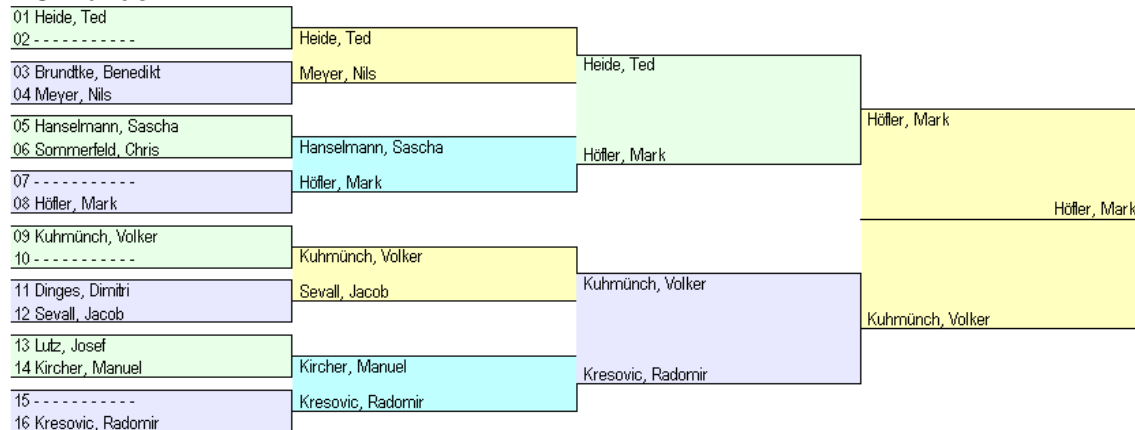 01 Heide, Ted
02 - - - - - - - - - - -
03 Brundtke, Benedikt
04 Meyer, Nils
05 Hanselmann, Sascha
06 Sommerfeld, Chris
07 - - - - - - - - - - -
08 Höfler, Mark
09 Kuhmünch, Volker
10 - - - - - - - - - - -
11 Dinges, Dimitri
12 Sevall, Jacob
13 Lutz, Josef
14 Kircher, Manuel
15 - - - - - - - - - - -
16 Kresovic, Radomir
Heide, Ted
Meyer, Nils
Hanselmann, Sascha
Höfler, Mark
Kuhmünch, Volker
Sevall, Jacob
Kircher, Manuel
Kresovic, Radomir
Heide, Ted
Höfler, Mark
Kuhmünch, Volker
Kresovic, Radomir
Höfler, Mark
Kuhmünch, Volker
Höfler, Mark